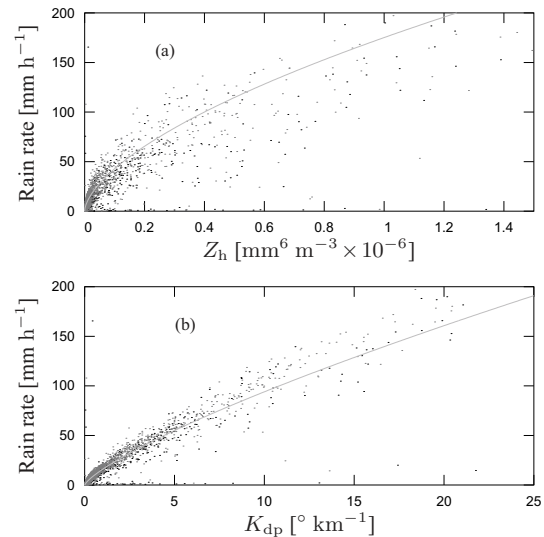 200
(a)
150
100
50
0
Rain rate [mm h⁻¹]
0 0.2 0.4 0.6 0.8 1 1.2 1.4
Z_h [mm⁶ m⁻³ × 10⁻⁶]
200
(b)
150
100
50
0
Rain rate [mm h⁻¹]
0 5 10 15 20 25
K_dp [° km⁻¹]